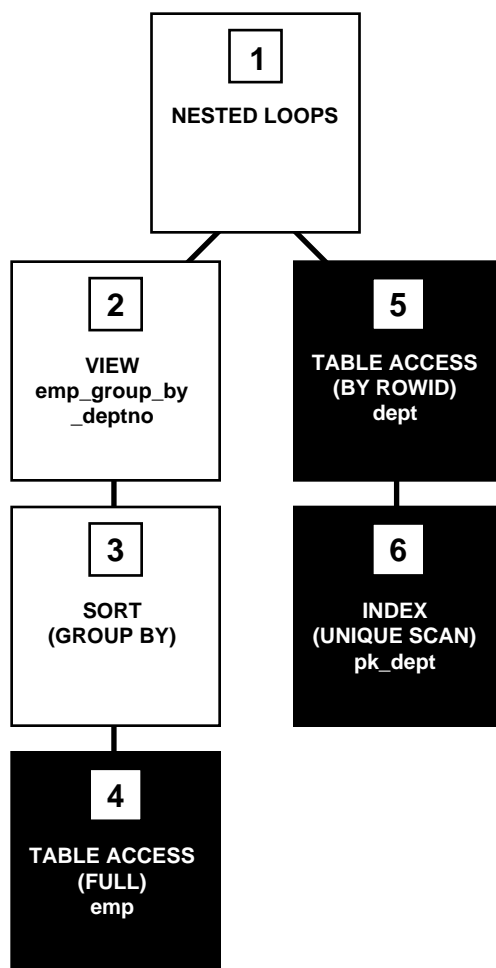 1
NESTED LOOPS
2
VIEW
emp_group_by
_deptno
5
TABLE ACCESS
(BY ROWID)
dept
3
SORT
(GROUP BY)
6
INDEX
(UNIQUE SCAN)
pk_dept
4
TABLE ACCESS
(FULL)
emp